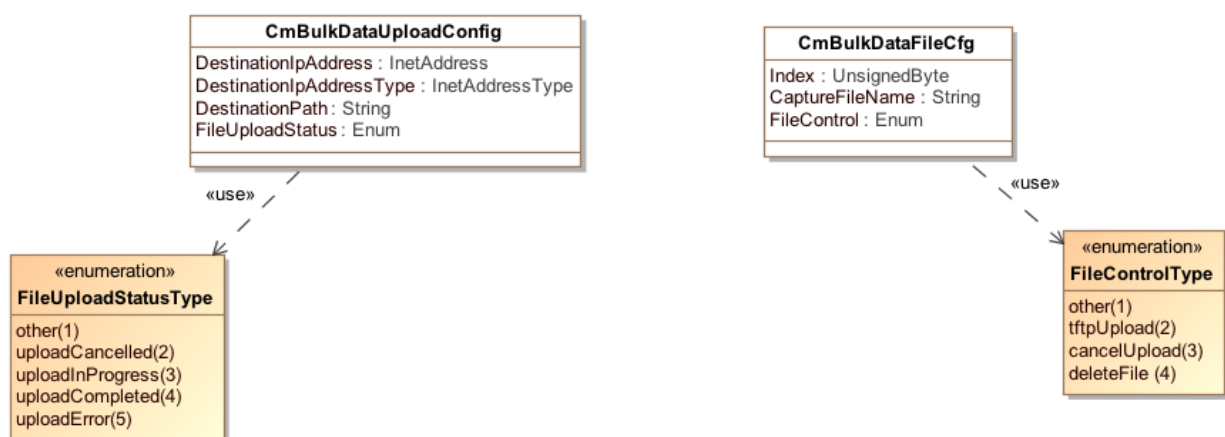 CmBulkDataUploadConfig
DestinationIpAddress : InetAddress
DestinationIpAddressType : InetAddressType
DestinationPath : String
FileUploadStatus : Enum
«use»
«enumeration»
FileUploadStatusType
other(1)
uploadCancelled(2)
uploadInProgress(3)
uploadCompleted(4)
uploadError(5)
CmBulkDataFileCfg
Index : UnsignedByte
CaptureFileName : String
FileControl : Enum
«use»
«enumeration»
FileControlType
other(1)
tftpUpload(2)
cancelUpload(3)
deleteFile (4)